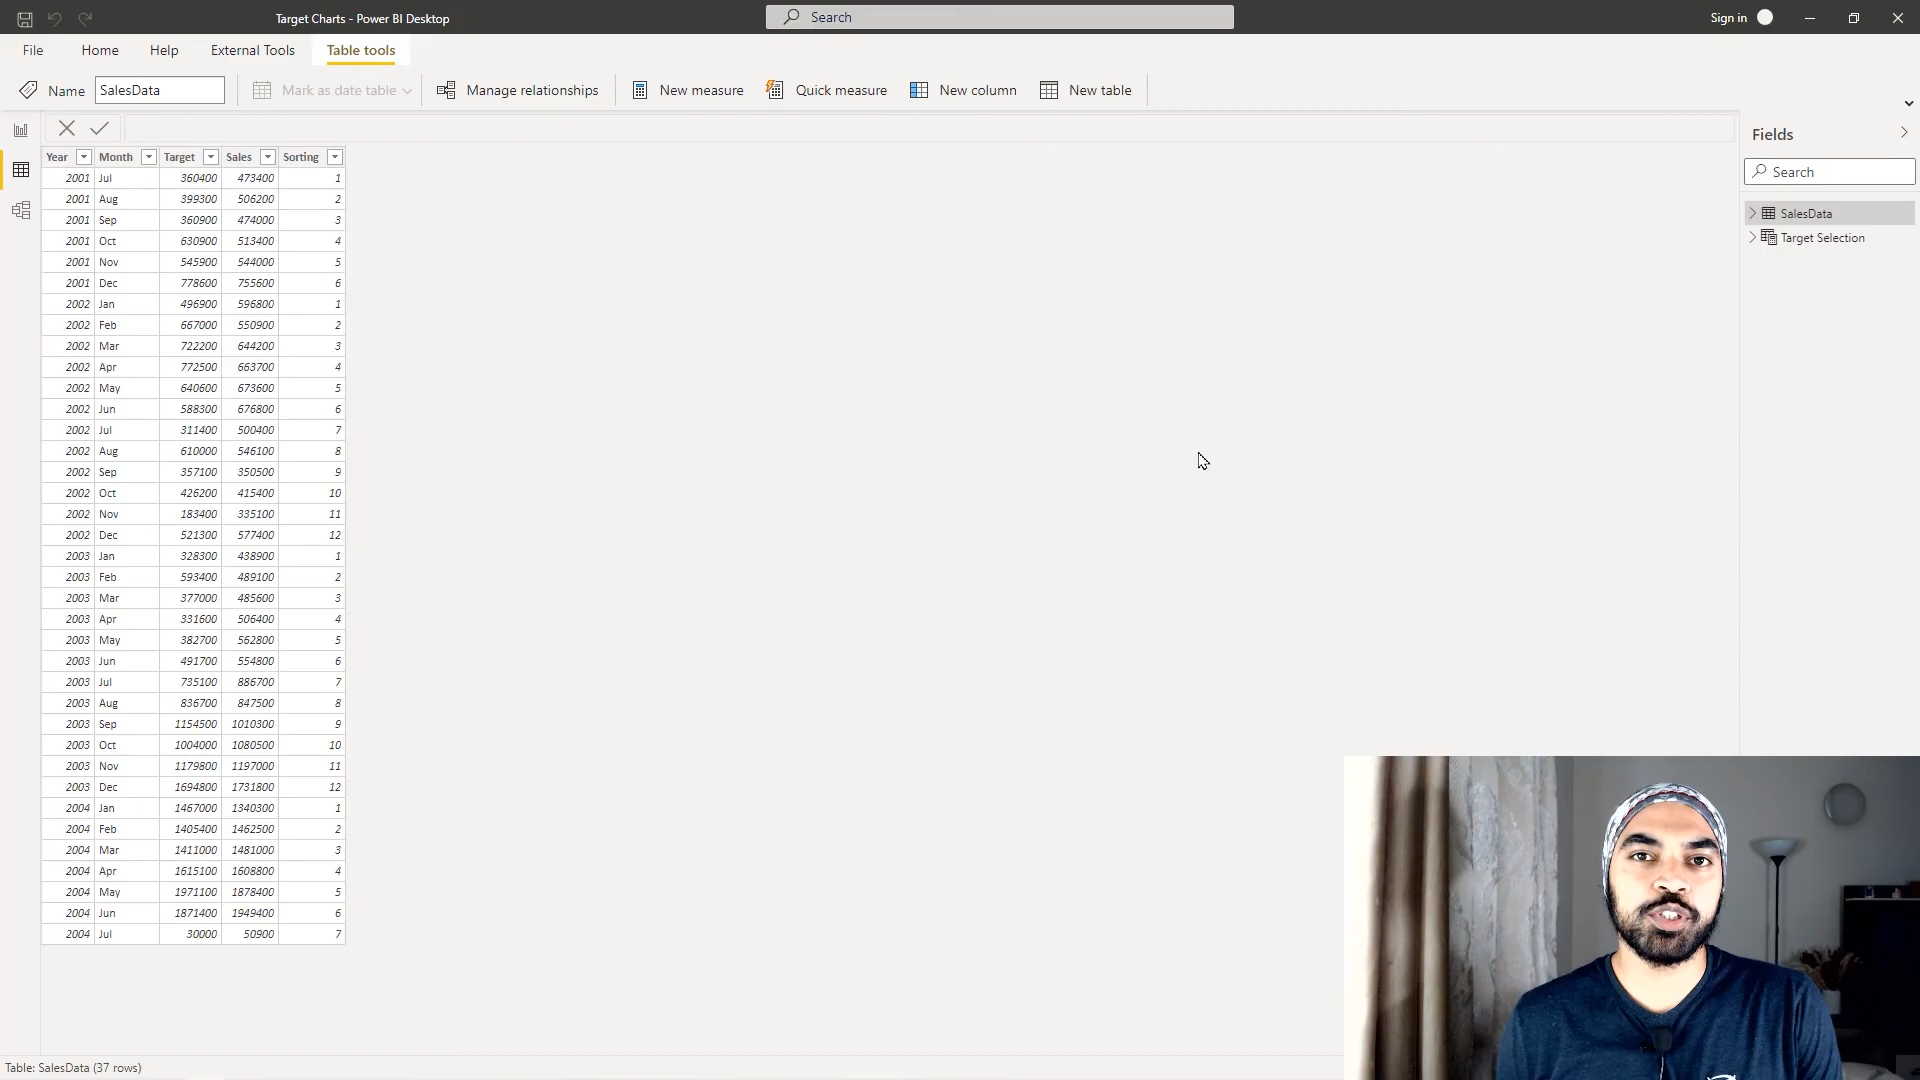 Target Charts - Power BI Desktop
Search
Sign in
File
Home
Help
External Tools
Table tools
Name
SalesData
Mark as date table
Manage relationships
New measure
Quick measure
New column
New table
Fields
Search
SalesData
Target Selection
Year Month Target Sales Sorting
2001 Jul 360400 473400 1
2001 Aug 399300 506200 2
2001 Sep 360900 474000 3
2001 Oct 630900 513400 4
2001 Nov 545900 544000 5
2001 Dec 778600 755600 6
2002 Jan 496900 596800 1
2002 Feb 667000 550900 2
2002 Mar 722200 644200 3
2002 Apr 772500 663700 4
2002 May 640600 673600 5
2002 Jun 588300 676800 6
2002 Jul 311400 500400 7
2002 Aug 610000 546100 8
2002 Sep 357100 350500 9
2002 Oct 426200 415400 10
2002 Nov 183400 335100 11
2002 Dec 521300 577400 12
2003 Jan 328300 438900 1
2003 Feb 593400 489100 2
2003 Mar 377000 485600 3
2003 Apr 331600 506400 4
2003 May 382700 562800 5
2003 Jun 491700 554800 6
2003 Jul 735100 886700 7
2003 Aug 836700 847500 8
2003 Sep 1154500 1010300 9
2003 Oct 1004000 1080500 10
2003 Nov 1179800 1197000 11
2003 Dec 1694800 1731800 12
2004 Jan 1467000 1340300 1
2004 Feb 1405400 1462500 2
2004 Mar 1411000 1481000 3
2004 Apr 1615100 1608800 4
2004 May 1971100 1878400 5
2004 Jun 1871400 1949400 6
2004 Jul 30000 50900 7
Table: SalesData (37 rows)